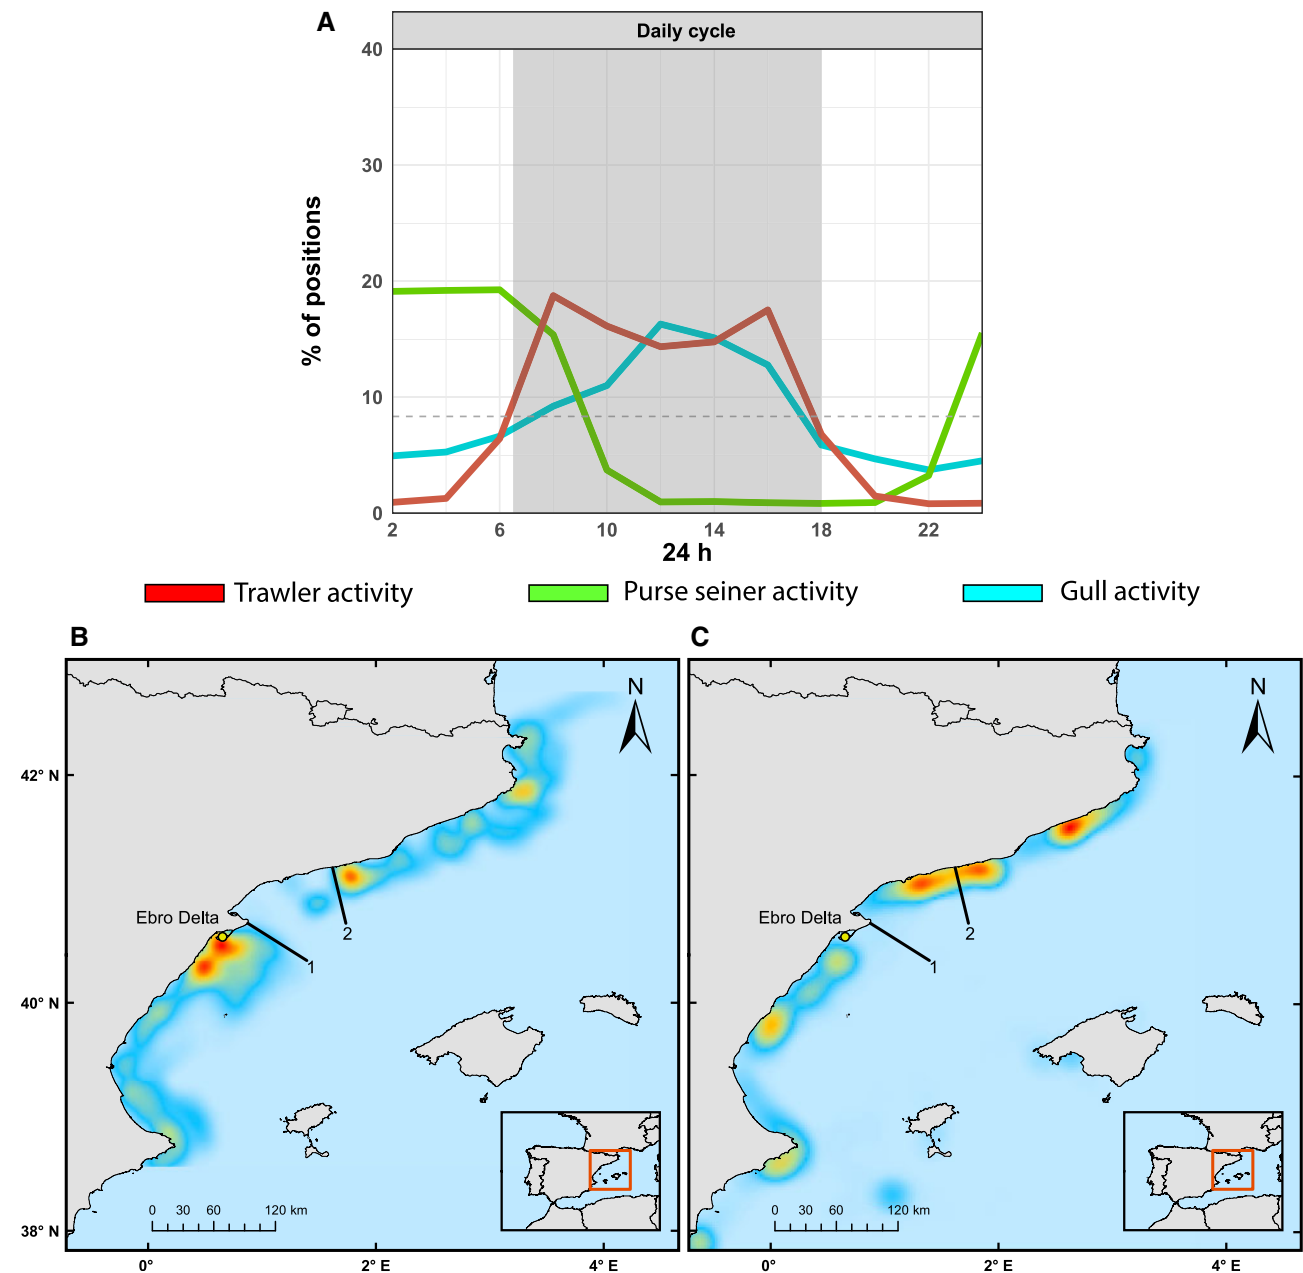 A
Daily cycle
40
30
20
10
0
% of positions
2 6 10 14 18 22
24 h
Trawler activity Purse seiner activity Gull activity
B
N
42° N
40° N
38° N
Ebro Delta
2
1
0 30 60 120 km
0° 2° E 4° E
C
N
Ebro Delta
2
1
0 30 60 120 km
0° 2° E 4° E